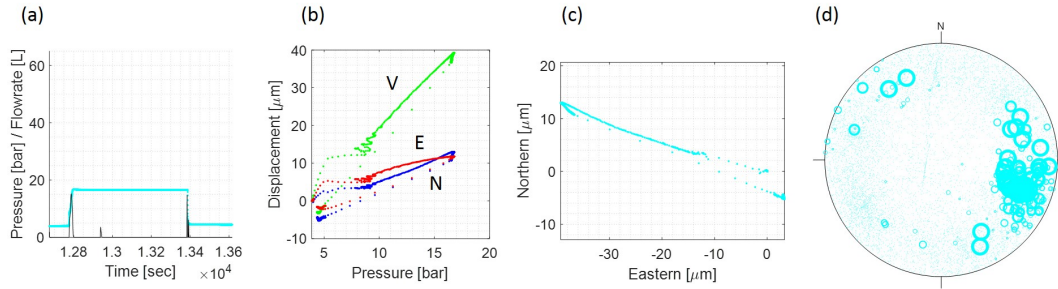 (a)
(b)
(c)
(d)
Pressure [bar] / Flowrate [L]
60
40
20
0
1.28
1.3
1.32
1.34
1.36
Time [sec]
×10⁴
Displacement [μm]
40
30
20
10
0
-10
V
E
N
5
10
15
20
Pressure [bar]
Northern [μm]
20
10
0
-10
-30
-20
-10
0
Eastern [μm]
N